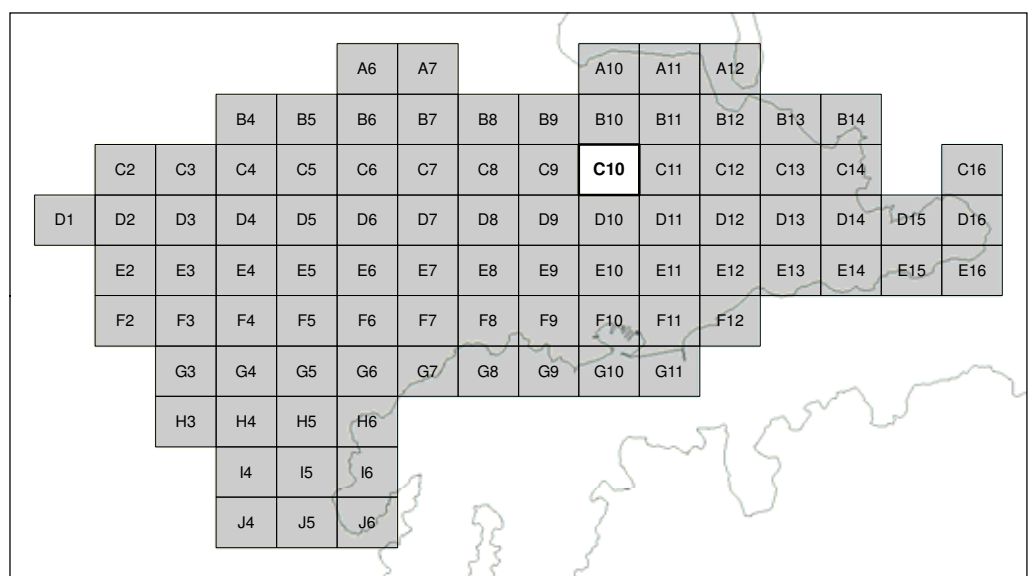 A6 A7 A10 A11 A12
B4 B5 B6 B7 B8 B9 B10 B11 B12 B13 B14
C2 C3 C4 C5 C6 C7 C8 C9 C10 C11 C12 C13 C14 C16
D1 D2 D3 D4 D5 D6 D7 D8 D9 D10 D11 D12 D13 D14 D15 D16
E2 E3 E4 E5 E6 E7 E8 E9 E10 E11 E12 E13 E14 E15 E16
F2 F3 F4 F5 F6 F7 F8 F9 F10 F11 F12
G3 G4 G5 G6 G7 G8 G9 G10 G11
H3 H4 H5 H6
I4 I5 I6
J4 J5 J6